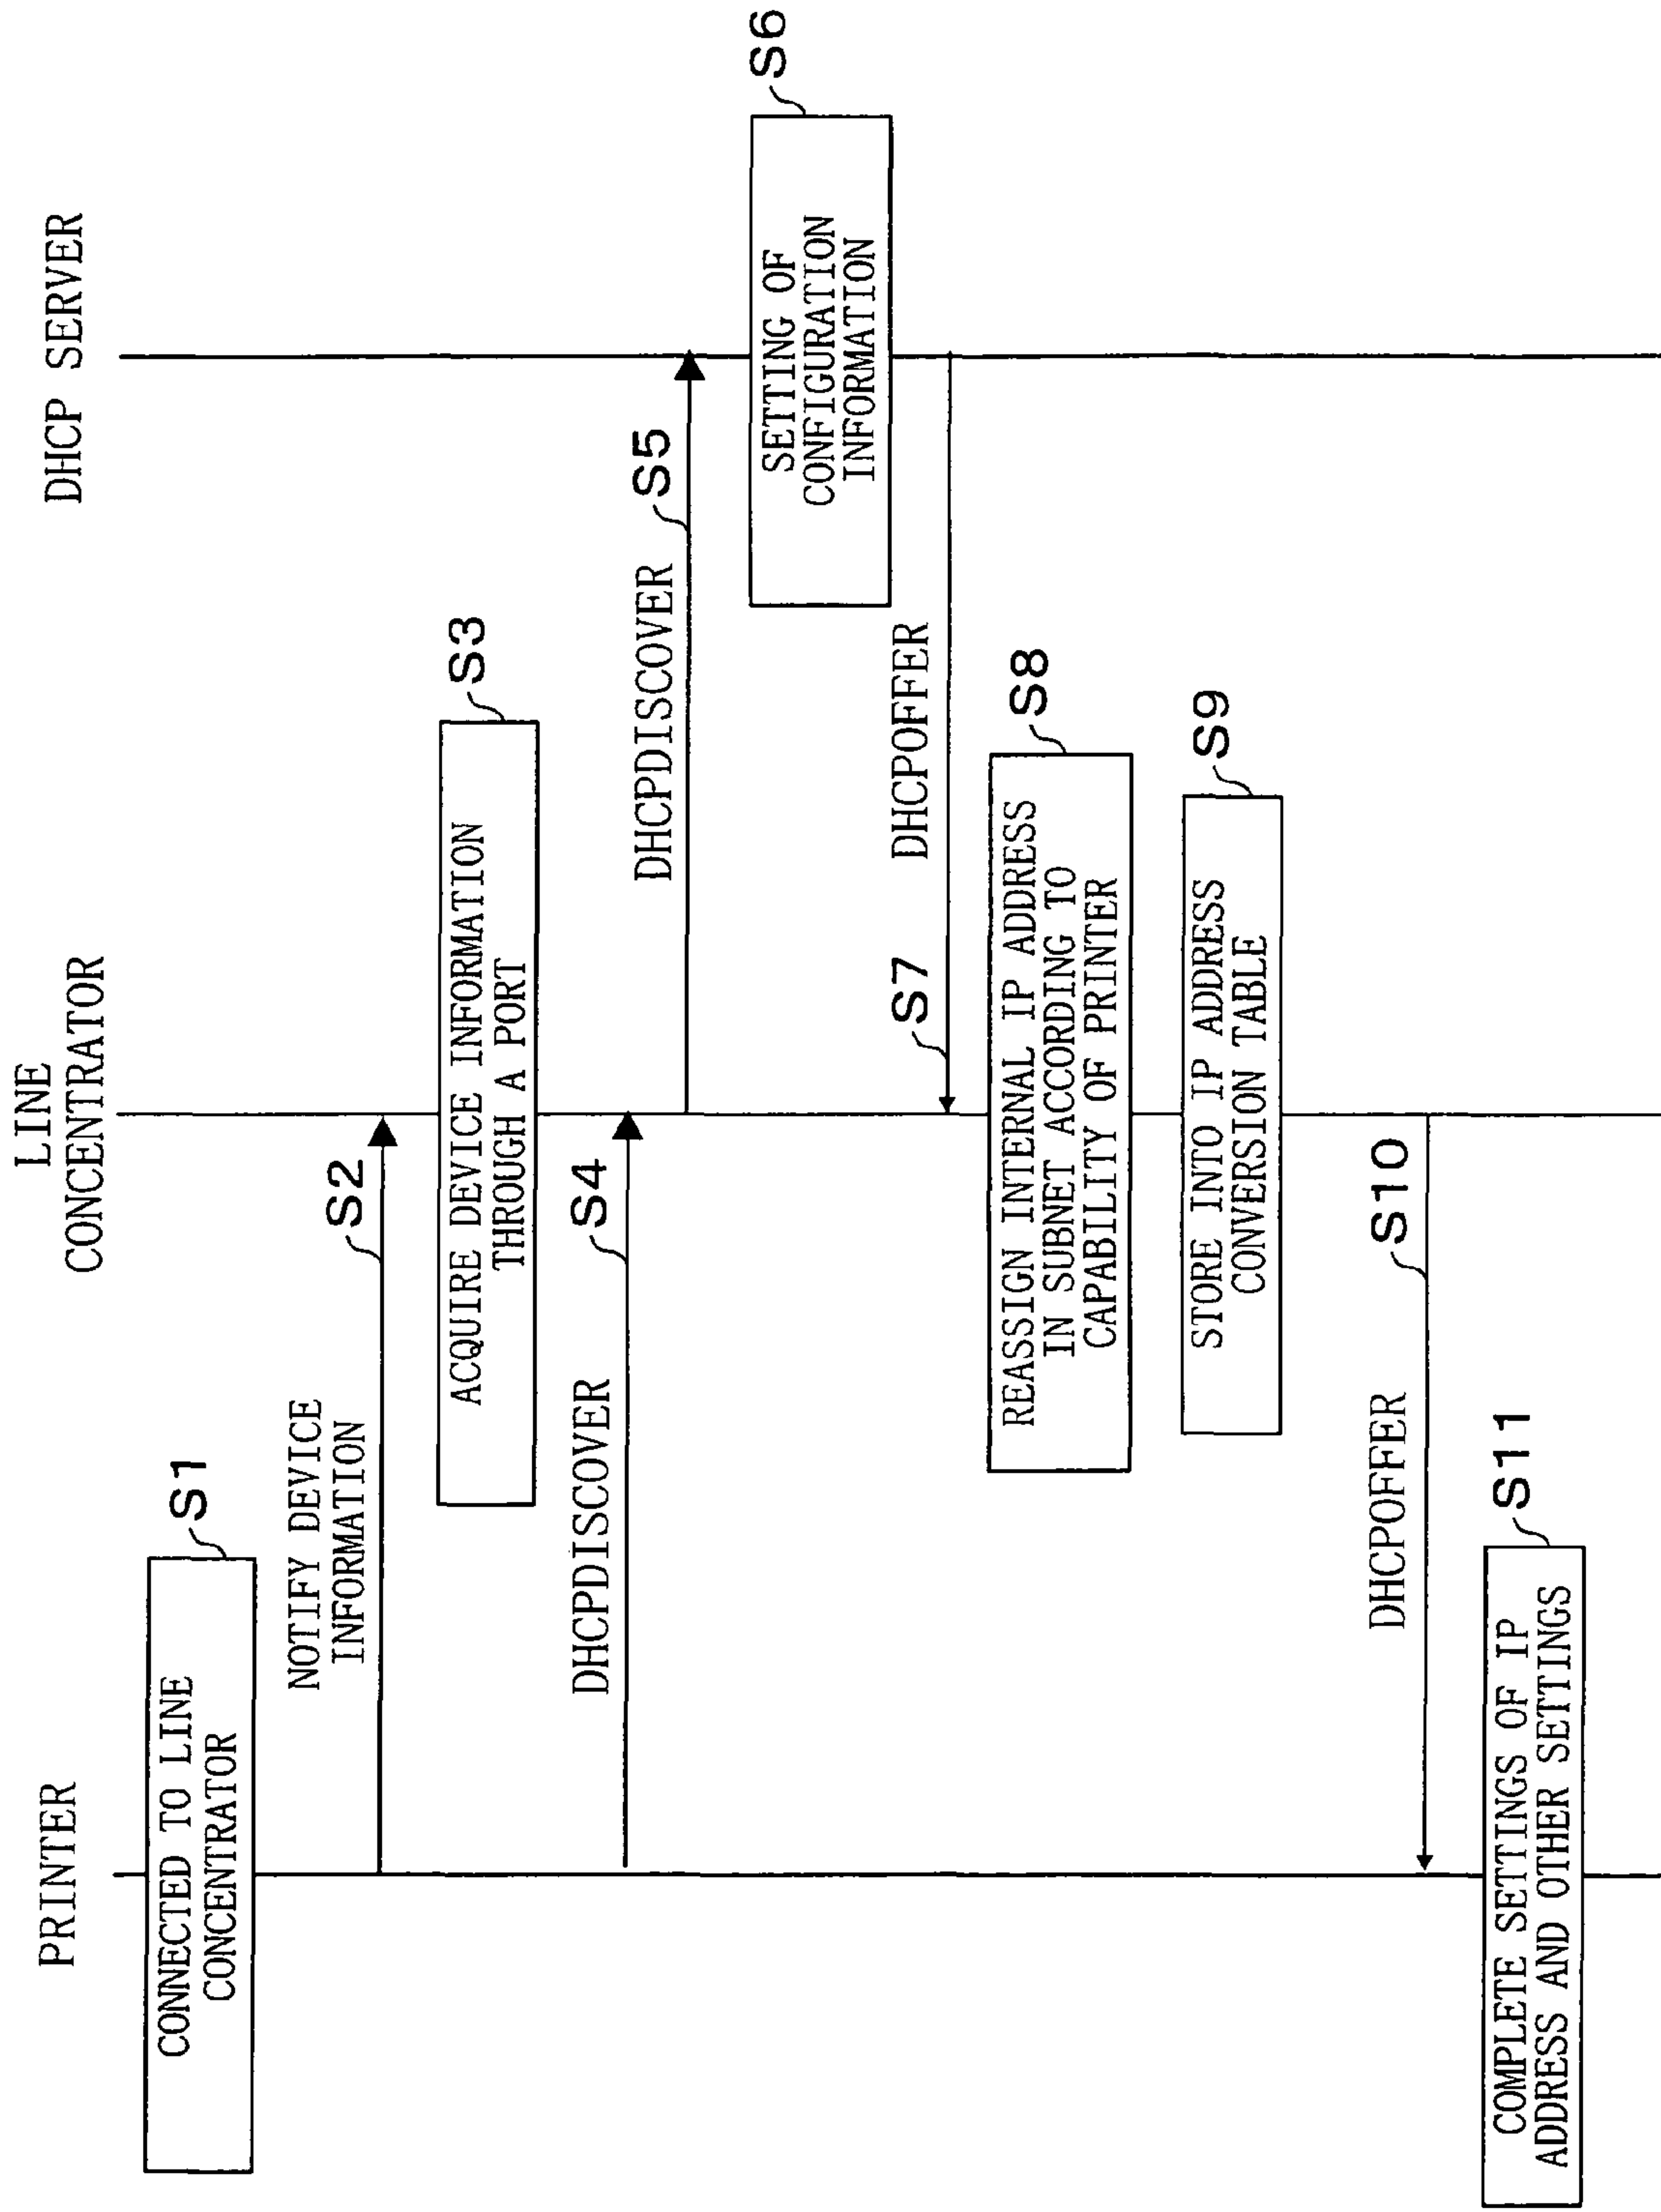 PRINTER
LINE
CONCENTRATOR
DHCP SERVER
CONNECTED TO LINE
CONCENTRATOR
S1
NOTIFY DEVICE
INFORMATION
S2
ACQUIRE DEVICE INFORMATION
THROUGH A PORT
S3
DHCPDISCOVER
S4
DHCPDISCOVER
S5
SETTING OF
CONFIGURATION
INFORMATION
S6
S7
DHCPOFFER
REASSIGN INTERNAL IP ADDRESS
IN SUBNET ACCORDING TO
CAPABILITY OF PRINTER
S8
STORE INTO IP ADDRESS
CONVERSION TABLE
S9
DHCPOFFER
S10
COMPLETE SETTINGS OF IP
ADDRESS AND OTHER SETTINGS
S11